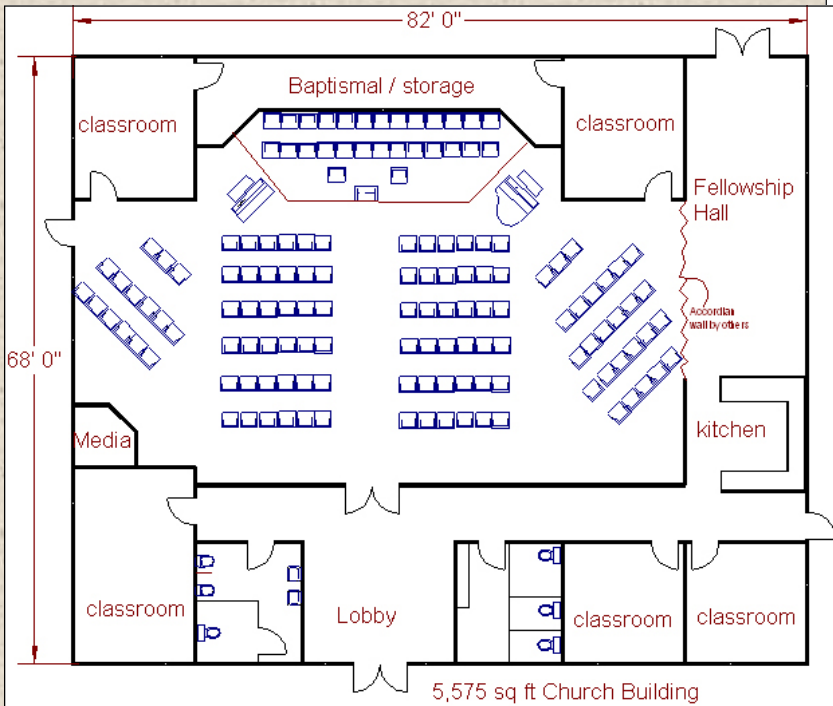 82' 0"
Baptismal / storage
classroom
classroom
Fellowship
Hall
Accordian
wall by others
68' 0"
Media
kitchen
classroom
Lobby
classroom
classroom
5,575 sq ft Church Building